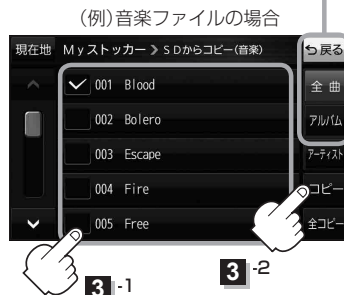 (例)音楽ファイルの場合
現在地 Myストッカー 》 SDからコピー(音楽) 戻る
001 Blood 全曲
002 Bolero アルバム
003 Escape アーティスト
004 Fire コピー
005 Free 全コピー
3 -1
3 -2